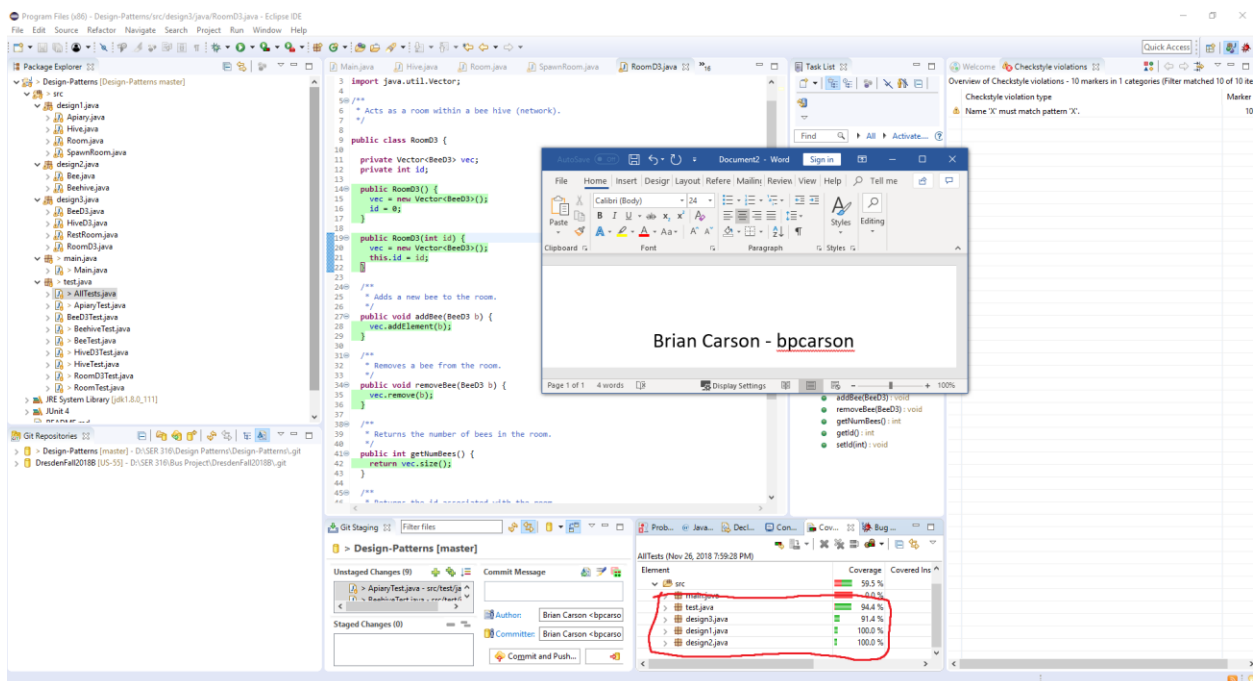 Program Files (x86) - Design-Patterns/src/design3/java/RoomD3.java - Eclipse IDE
File Edit Source Refactor Navigate Search Project Run Window Help
Quick Access
Package Explorer
> Design-Patterns [Design-Patterns master]
> src
design1.java
Apiary.java
Hive.java
Room.java
SpawnRoom.java
design2.java
Bee.java
Beehive.java
design3.java
BeeD3.java
HiveD3.java
RestRoom.java
RoomD3.java
> main.java
> Main.java
> test.java
> AllTests.java
> ApiaryTest.java
BeeD3Test.java
> BeehiveTest.java
> BeeTest.java
> HiveD3Test.java
> HiveTest.java
> RoomD3Test.java
> RoomTest.java
JRE System Library [jdk1.8.0_111]
JUnit 4
Git Repositories
> Design-Patterns [master] - D:\SER 316\Design Patterns\Design-Patterns\.git
DresdenFall2018B [US-55] - D:\SER 316\Bus Project\DresdenFall2018B\.git
Main.java Hive.java Room.java SpawnRoom.java RoomD3.java
3 import java.util.Vector;
4
5 /**
6 * Acts as a room within a bee hive (network).
7 */
8
9 public class RoomD3 {
10
11 private Vector<BeeD3> vec;
12 private int id;
13
14 public RoomD3() {
15 vec = new Vector<BeeD3>();
16 id = 0;
17 }
18
19 public RoomD3(int id) {
20 vec = new Vector<BeeD3>();
21 this.id = id;
22 }
23
24 /**
25 * Adds a new bee to the room.
26 */
27 public void addBee(BeeD3 b) {
28 vec.addElement(b);
29 }
30
31 /**
32 * Removes a bee from the room.
33 */
34 public void removeBee(BeeD3 b) {
35 vec.remove(b);
36 }
37
38 /**
39 * Returns the number of bees in the room.
40 */
41 public int getNumBees() {
42 return vec.size();
43 }
44
45 /**
Task List
Find All Activate...
addBee(BeeD3) : void
removeBee(BeeD3) : void
getNumBees() : int
getId() : int
setId(int) : void
Welcome Checkstyle violations
Overview of Checkstyle violations - 10 markers in 1 categories (Filter matched 10 of 10 ite
Checkstyle violation type Marker
Name 'X' must match pattern 'X'. 10
AutoSave Off Document2 - Word Sign in
File Home Insert Design Layout Refere Mailin Review View Help Tell me
Calibri (Body) 24
Paste
Styles
Editing
Clipboard Font Paragraph Styles
Brian Carson - bpcarson
Page 1 of 1 4 words Display Settings 100%
Git Staging Filter files
> Design-Patterns [master]
Unstaged Changes (9)
> ApiaryTest.java - src/test/ja
Staged Changes (0)
Commit Message
Author: Brian Carson <bpcarso
Committer: Brian Carson <bpcarso
Commit and Push...
Prob... Java... Decl... Con... Cov... Bug...
AllTests (Nov 26, 2018 7:59:28 PM)
Element Coverage Covered Ins
src 59.5 %
main.java 0.0 %
test.java 94.4 %
design3.java 91.4 %
design1.java 100.0 %
design2.java 100.0 %